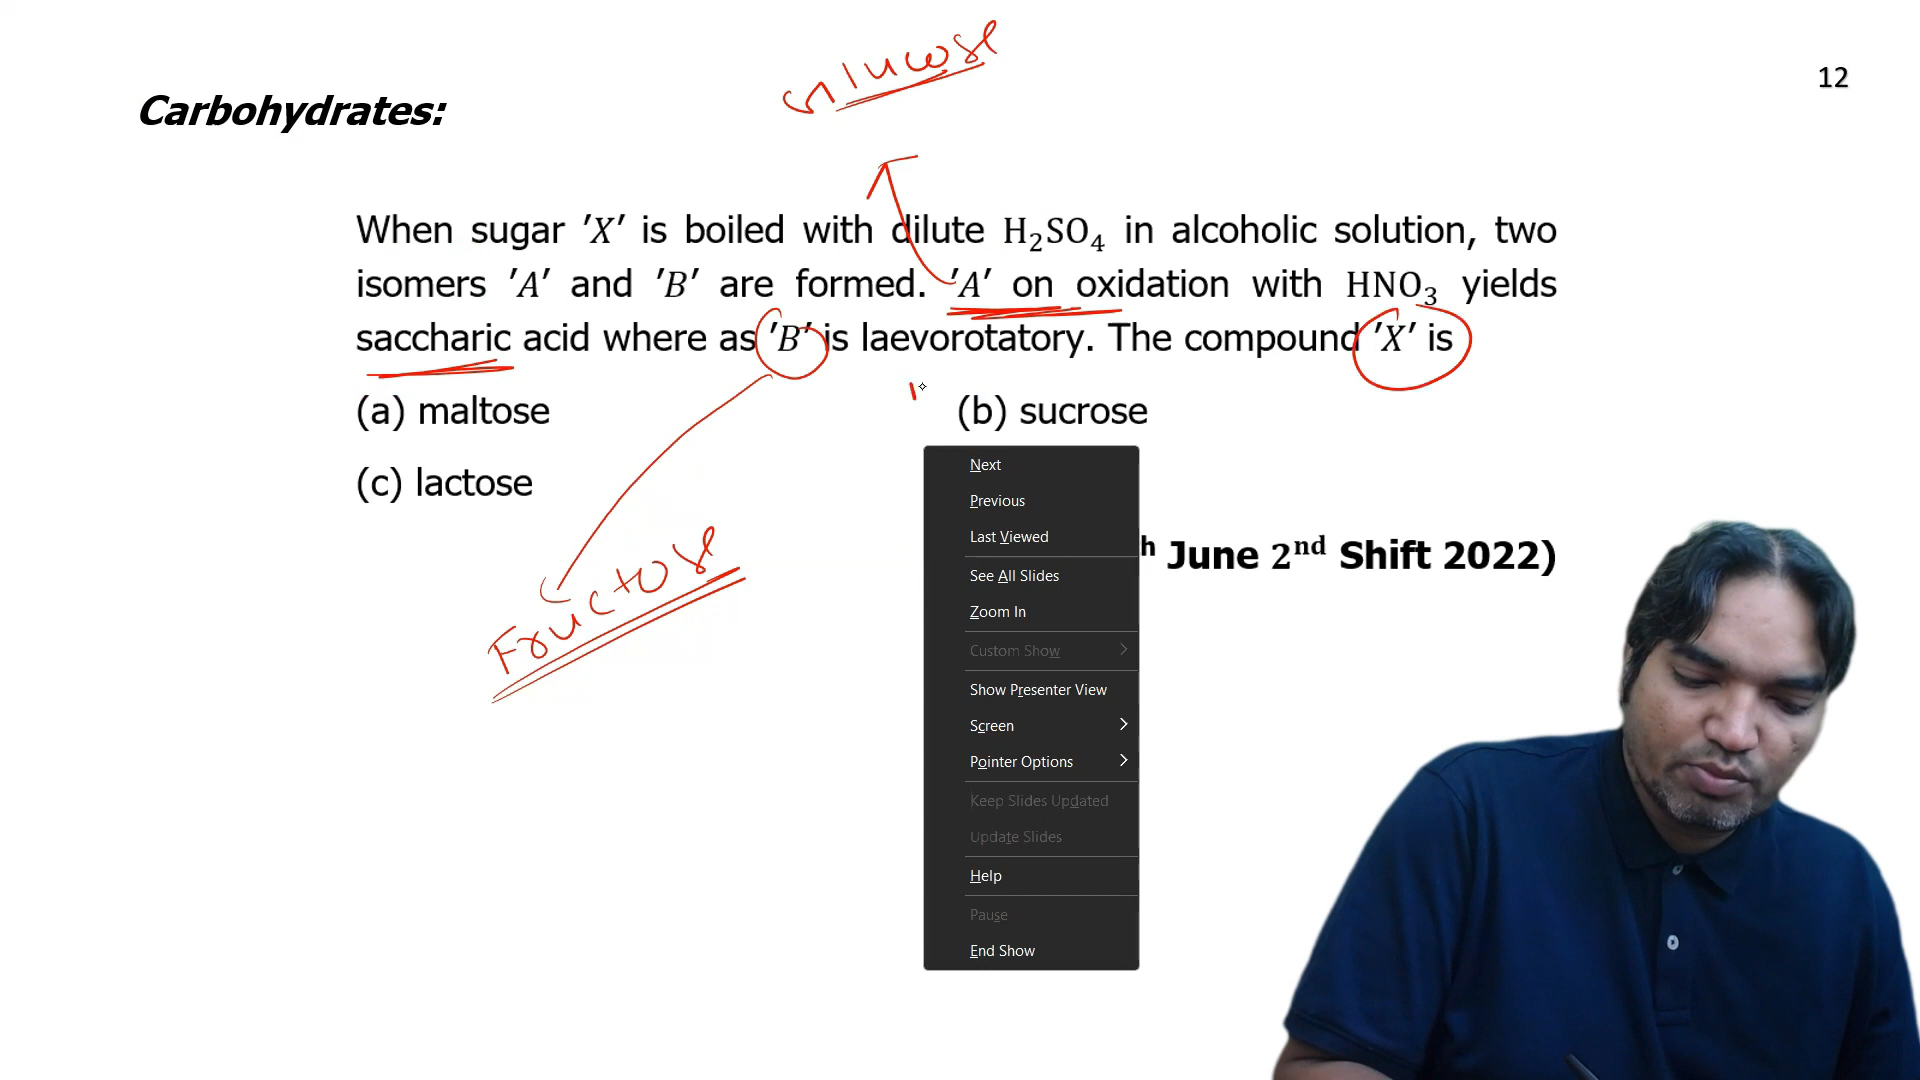 Glucose
12
Carbohydrates:
When sugar 'X' is boiled with dilute H₂SO₄ in alcoholic solution, two
isomers 'A' and 'B' are formed. 'A' on oxidation with HNO₃ yields
saccharic acid where as 'B' is laevorotatory. The compound 'X' is
(a) maltose
(b) sucrose
(c) lactose
h June 2nd Shift 2022)
Fructose
Next
Previous
Last Viewed
See All Slides
Zoom In
Custom Show
Show Presenter View
Screen
Pointer Options
Keep Slides Updated
Update Slides
Help
Pause
End Show